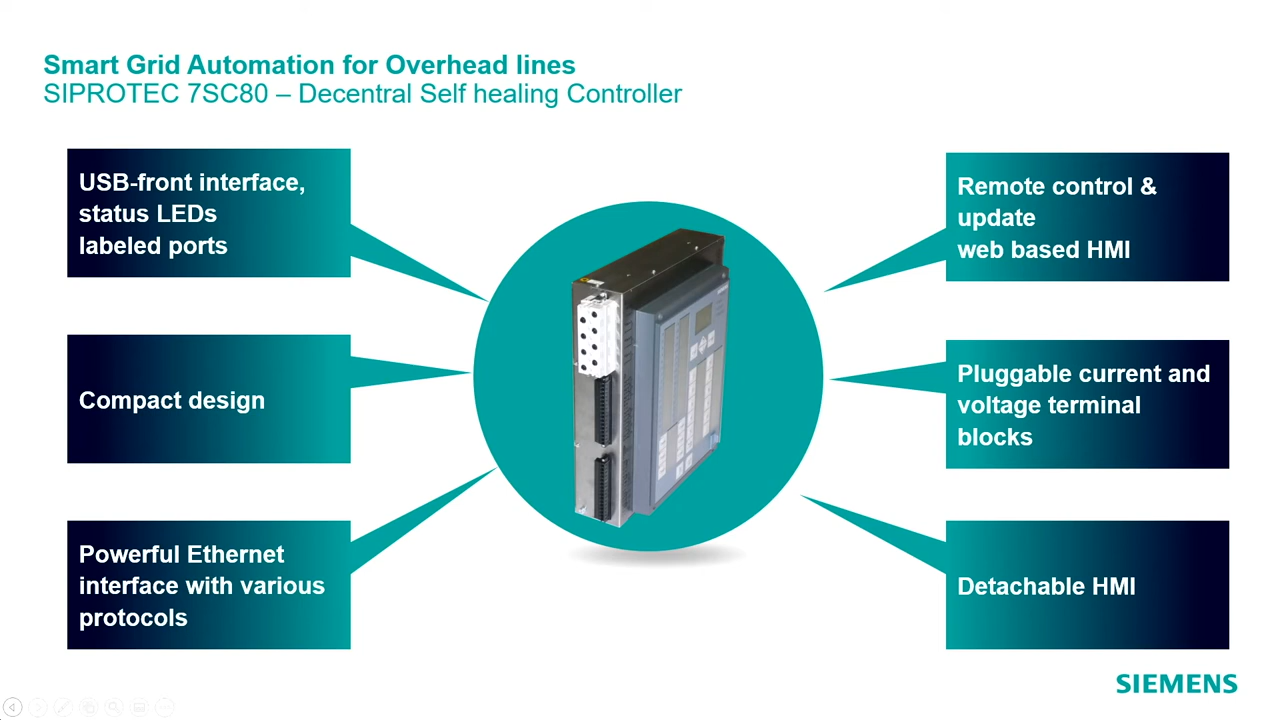 Smart Grid Automation for Overhead lines
SIPROTEC 7SC80 – Decentral Self healing Controller
USB-front interface,
status LEDs
labeled ports
Compact design
Powerful Ethernet
interface with various
protocols
Remote control &
update
web based HMI
Pluggable current and
voltage terminal
blocks
Detachable HMI
SIEMENS